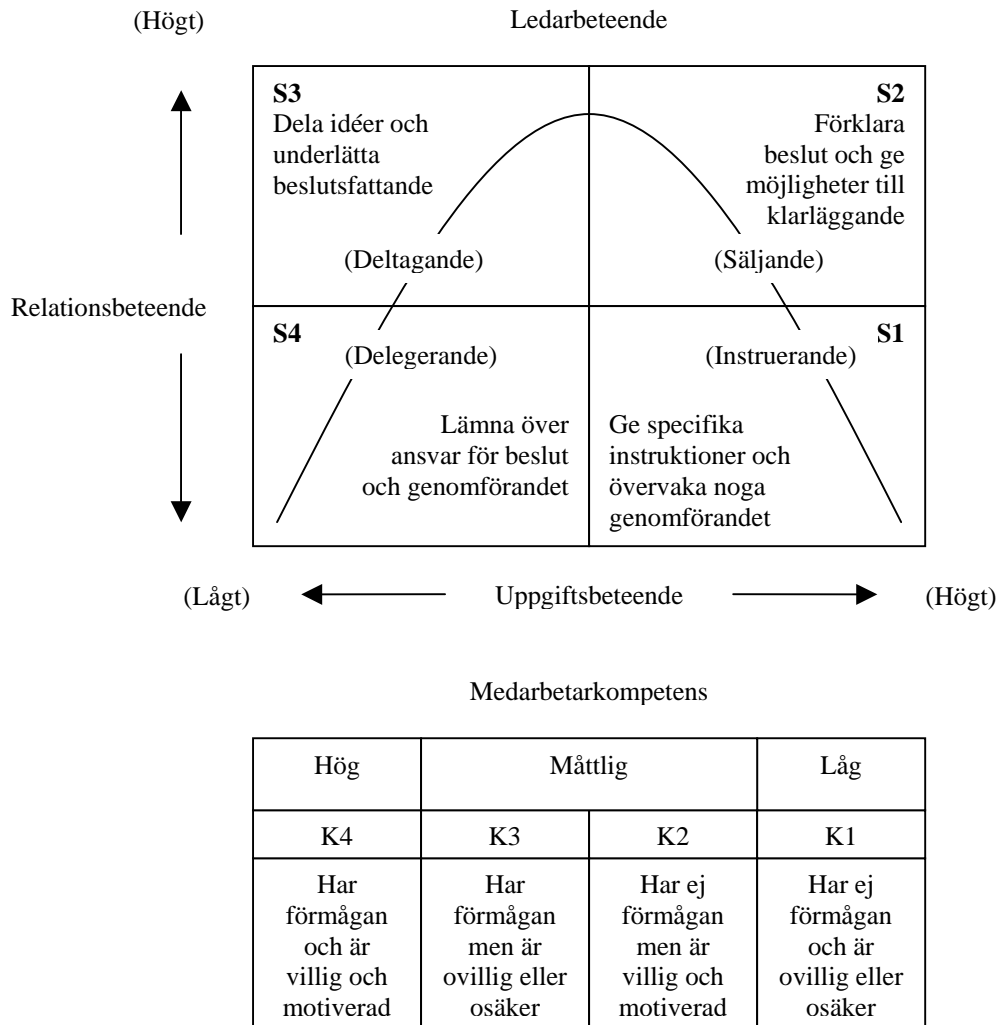 (Högt)
Ledarbeteende
S3
Dela idéer och
underlätta
beslutsfattande
(Deltagande)
S2
Förklara
beslut och ge
möjligheter till
klarläggande
(Säljande)
Relationsbeteende
S4
(Delegerande)
Lämna över
ansvar för beslut
och genomförandet
S1
(Instruerande)
Ge specifika
instruktioner och
övervaka noga
genomförandet
(Lågt)
Uppgiftsbeteende
(Högt)
Medarbetarkompetens
Hög
Måttlig
Låg
K4
K3
K2
K1
Har
förmågan
och är
villig och
motiverad
Har
förmågan
men är
ovillig eller
osäker
Har ej
förmågan
men är
villig och
motiverad
Har ej
förmågan
och är
ovillig eller
osäker